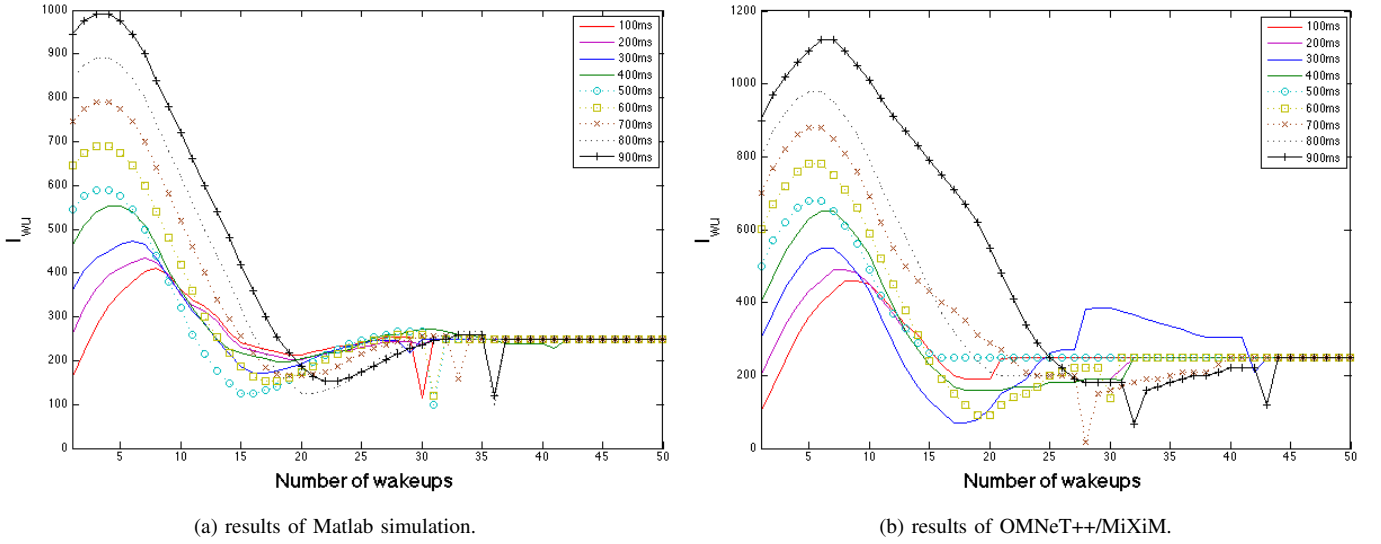 1000
900
800
700
600
500
400
300
200
100
0
I_wu
5 10 15 20 25 30 35 40 45 50
Number of wakeups
100ms
200ms
300ms
400ms
500ms
600ms
700ms
800ms
900ms
(a) results of Matlab simulation.
1200
1000
800
600
400
200
0
I_wu
5 10 15 20 25 30 35 40 45 50
Number of wakeups
100ms
200ms
300ms
400ms
500ms
600ms
700ms
800ms
900ms
(b) results of OMNeT++/MiXiM.